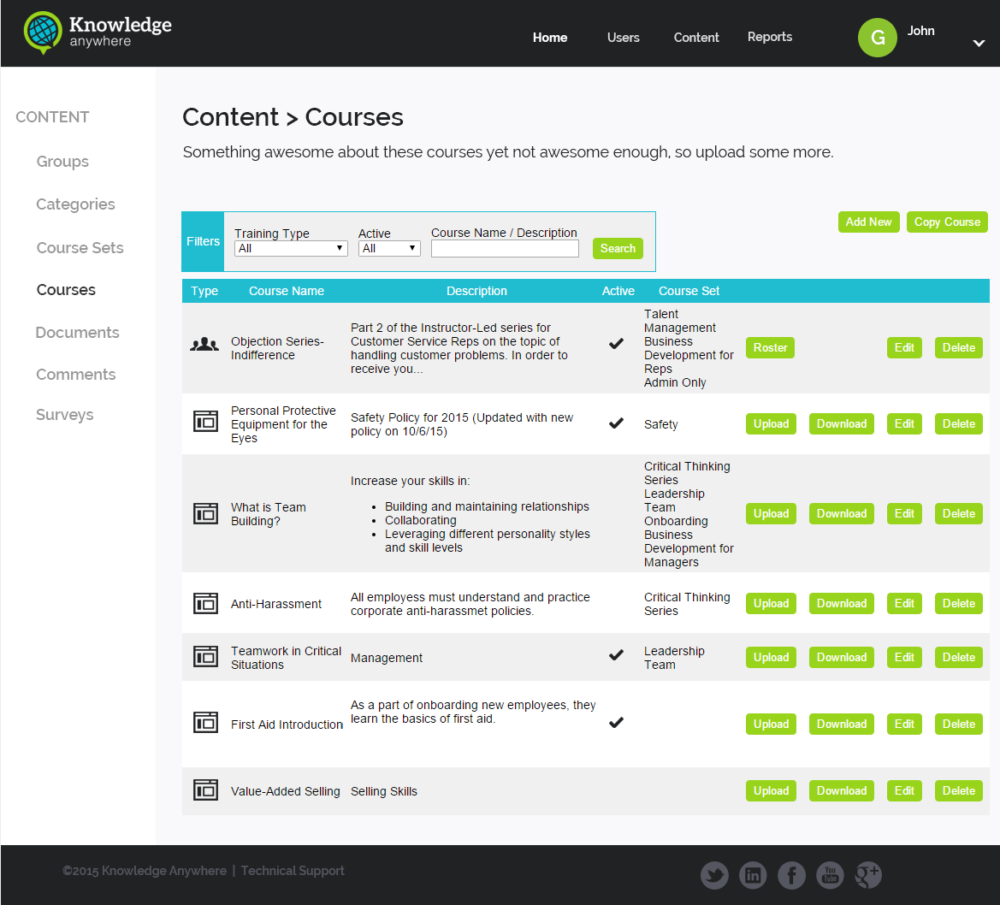 Knowledge
anywhere
Home Users Content Reports
G John
CONTENT
Groups
Categories
Course Sets
Courses
Documents
Comments
Surveys
Content > Courses
Something awesome about these courses yet not awesome enough, so upload some more.
Filters
Training Type Active Course Name / Description
All All Search
Add New Copy Course
Type Course Name Description Active Course Set
Objection Series-
Indifference
Part 2 of the Instructor-Led series for
Customer Service Reps on the topic of
handling customer problems. In order to
receive you...
Talent
Management
Business
Development for
Reps
Admin Only
Roster Edit Delete
Personal Protective
Equipment for the
Eyes
Safety Policy for 2015 (Updated with new
policy on 10/6/15)
Safety
Upload Download Edit Delete
What is Team
Building?
Increase your skills in:
• Building and maintaining relationships
• Collaborating
• Leveraging different personality styles
and skill levels
Critical Thinking
Series
Leadership
Team
Onboarding
Business
Development for
Managers
Upload Download Edit Delete
Anti-Harassment
All employess must understand and practice
corporate anti-harassmet policies.
Critical Thinking
Series
Upload Download Edit Delete
Teamwork in Critical
Situations
Management
Leadership
Team
Upload Download Edit Delete
First Aid Introduction
As a part of onboarding new employees, they
learn the basics of first aid.
Upload Download Edit Delete
Value-Added Selling
Selling Skills
Upload Download Edit Delete
©2015 Knowledge Anywhere | Technical Support
in f You Tube g+